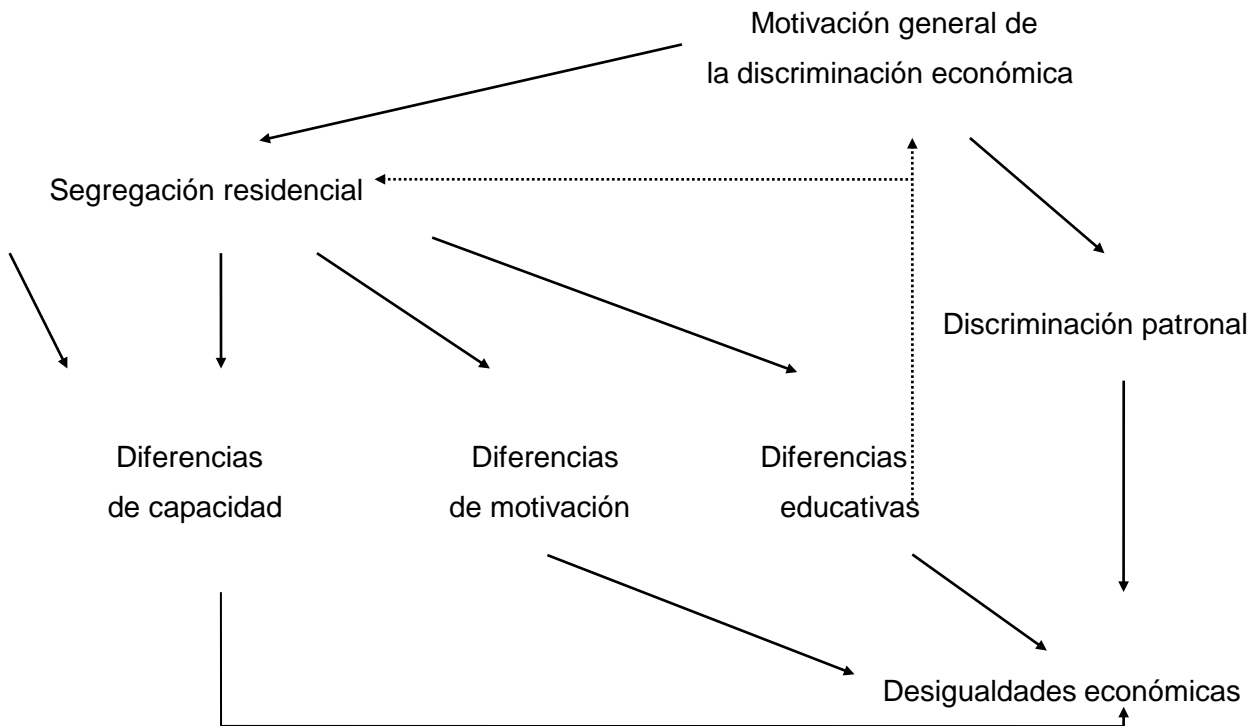 Motivación general de
la discriminación económica
Segregación residencial
Discriminación patronal
Diferencias
de capacidad
Diferencias
de motivación
Diferencias
educativas
Desigualdades económicas